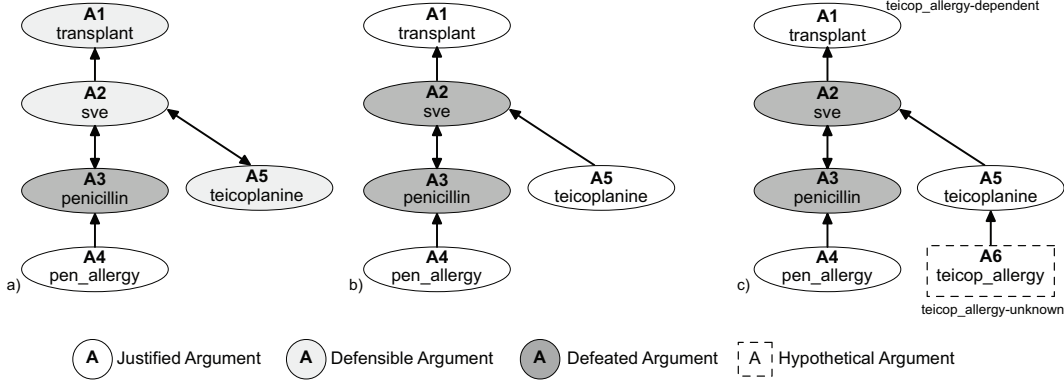 A1
transplant
A2
sve
A3
penicillin
A5
teicoplanine
A4
pen_allergy
a)
A1
transplant
A2
sve
A3
penicillin
A5
teicoplanine
A4
pen_allergy
b)
teicop_allergy-dependent
A1
transplant
A2
sve
A3
penicillin
A5
teicoplanine
A4
pen_allergy
A6
teicop_allergy
c)
teicop_allergy-unknown
A Justified Argument
A Defensible Argument
A Defeated Argument
A Hypothetical Argument